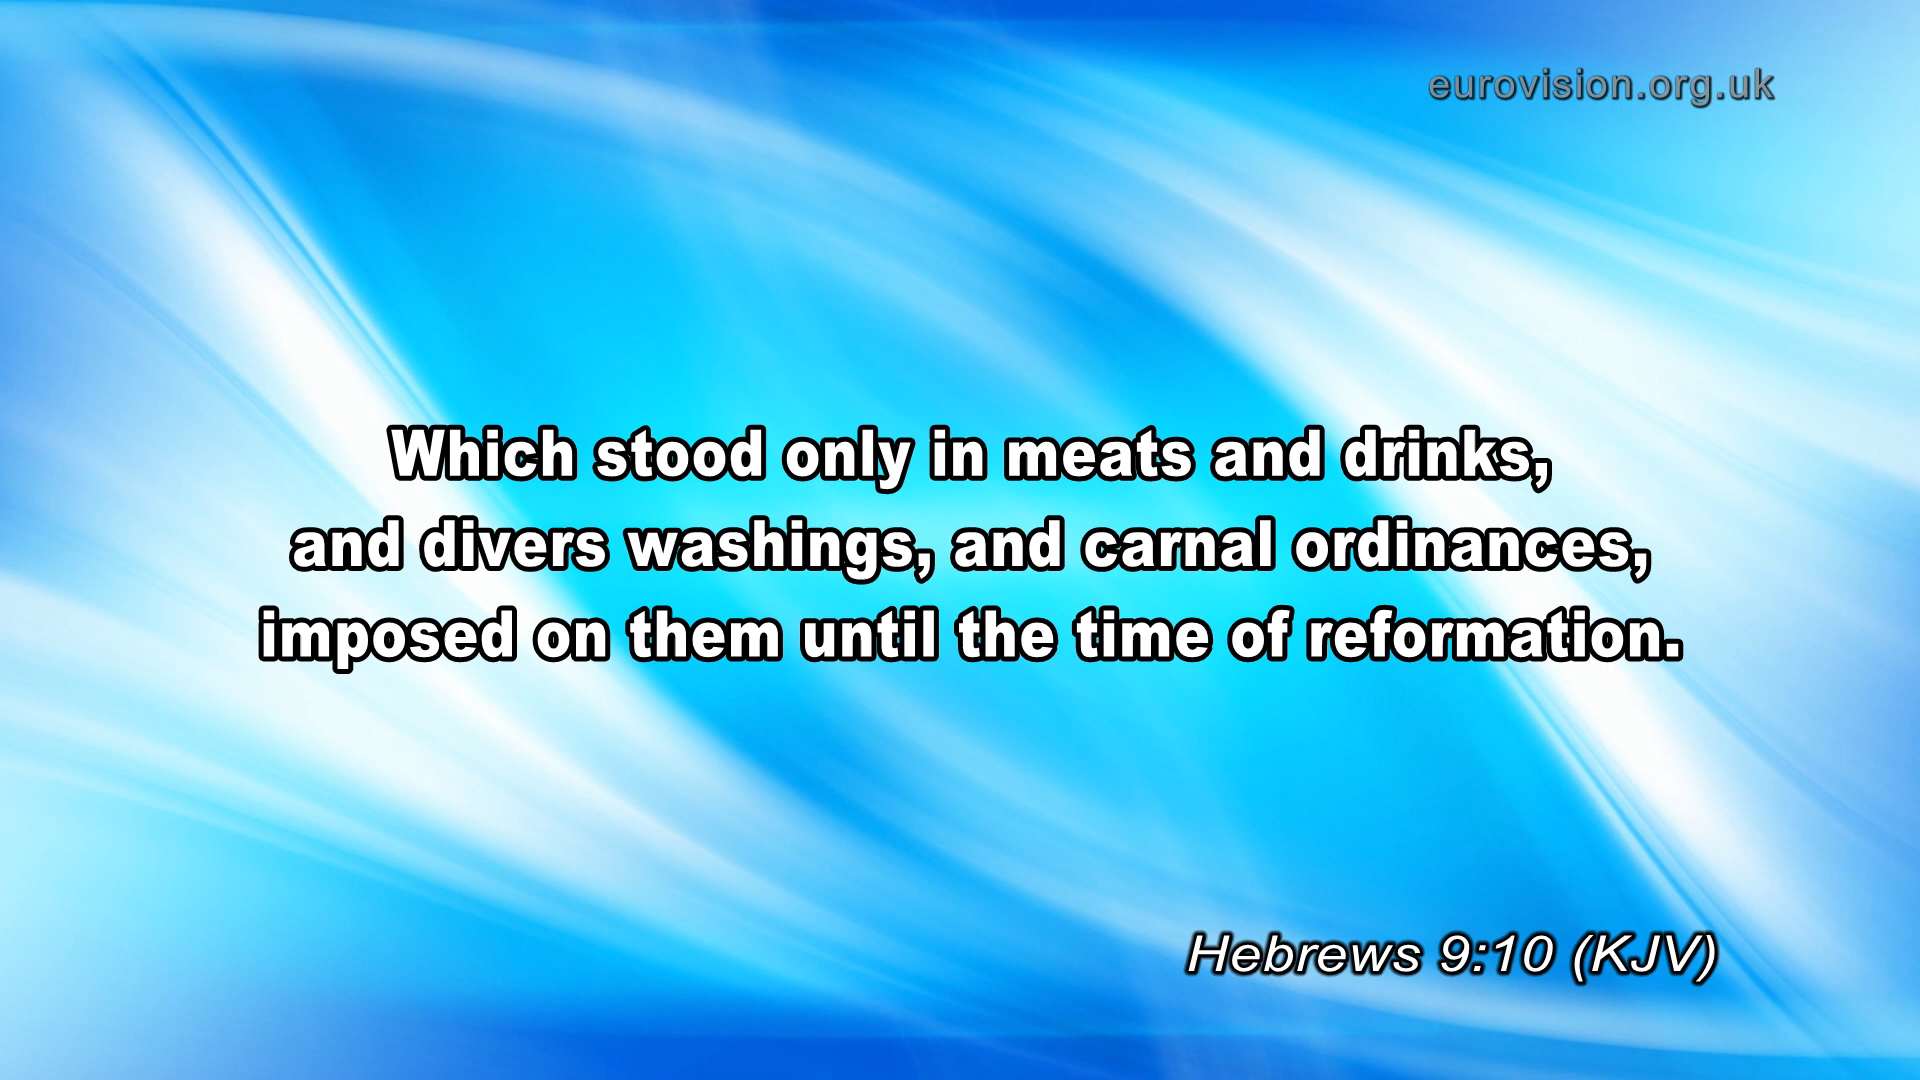 eurovision.org.uk
Which stood only in meats and drinks,
and divers washings, and carnal ordinances,
imposed on them until the time of reformation.
Hebrews 9:10 (KJV)